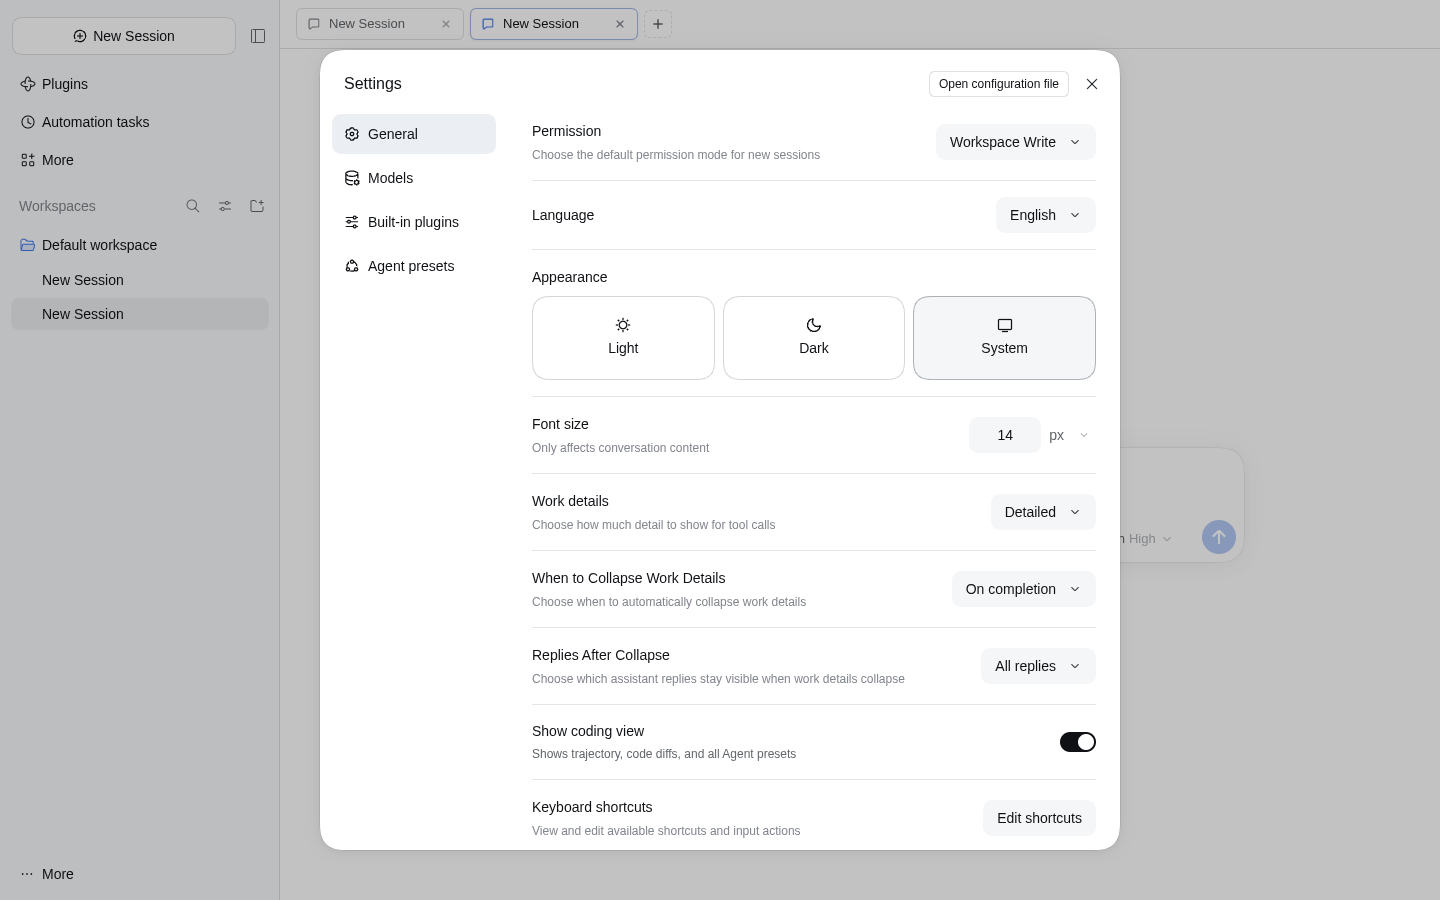 New Session
Plugins
Automation tasks
More
Workspaces
Default workspace
New Session
New Session
More
New Session
New Session
Settings
Open configuration file
General
Models
Built-in plugins
Agent presets
Permission
Choose the default permission mode for new sessions
Workspace Write
Language
English
Appearance
Light
Dark
System
Font size
Only affects conversation content
14 px
Work details
Choose how much detail to show for tool calls
Detailed
When to Collapse Work Details
Choose when to automatically collapse work details
On completion
Replies After Collapse
Choose which assistant replies stay visible when work details collapse
All replies
Show coding view
Shows trajectory, code diffs, and all Agent presets
Keyboard shortcuts
View and edit available shortcuts and input actions
Edit shortcuts
High